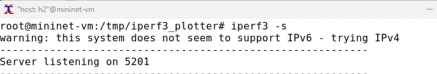 "host: h2"@mininet-vm
root@mininet-vm:/tmp/iperf3_plotter# iperf3 -s
warning: this system does not seem to support IPv6 - trying IPv4
-----------------------------------------------------------
Server listening on 5201
-----------------------------------------------------------